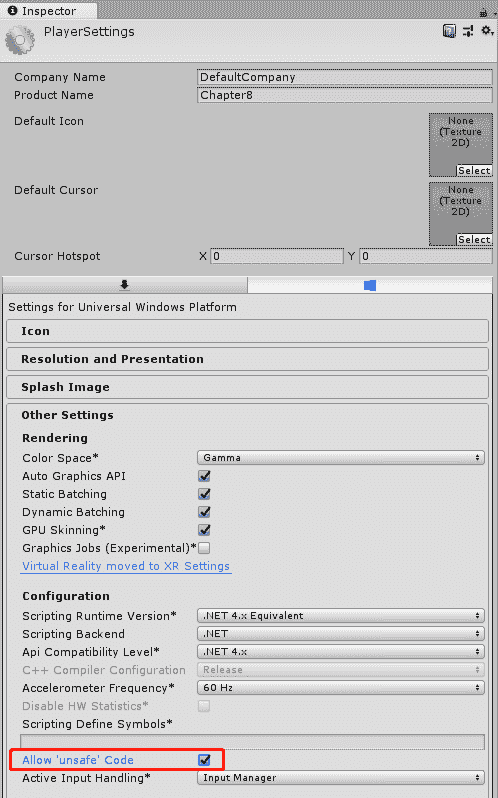 Inspector
PlayerSettings
Company Name DefaultCompany
Product Name Chapter8
Default Icon None (Texture 2D) Select
Default Cursor None (Texture 2D) Select
Cursor Hotspot X 0 Y 0
Settings for Universal Windows Platform
Icon
Resolution and Presentation
Splash Image
Other Settings
Rendering
Color Space* Gamma
Auto Graphics API
Static Batching
Dynamic Batching
GPU Skinning*
Graphics Jobs (Experimental)*
Virtual Reality moved to XR Settings
Configuration
Scripting Runtime Version* .NET 4.x Equivalent
Scripting Backend .NET
Api Compatibility Level* .NET 4.x
C++ Compiler Configuration Release
Accelerometer Frequency* 60 Hz
Disable HW Statistics*
Scripting Define Symbols*
Allow 'unsafe' Code
Active Input Handling* Input Manager